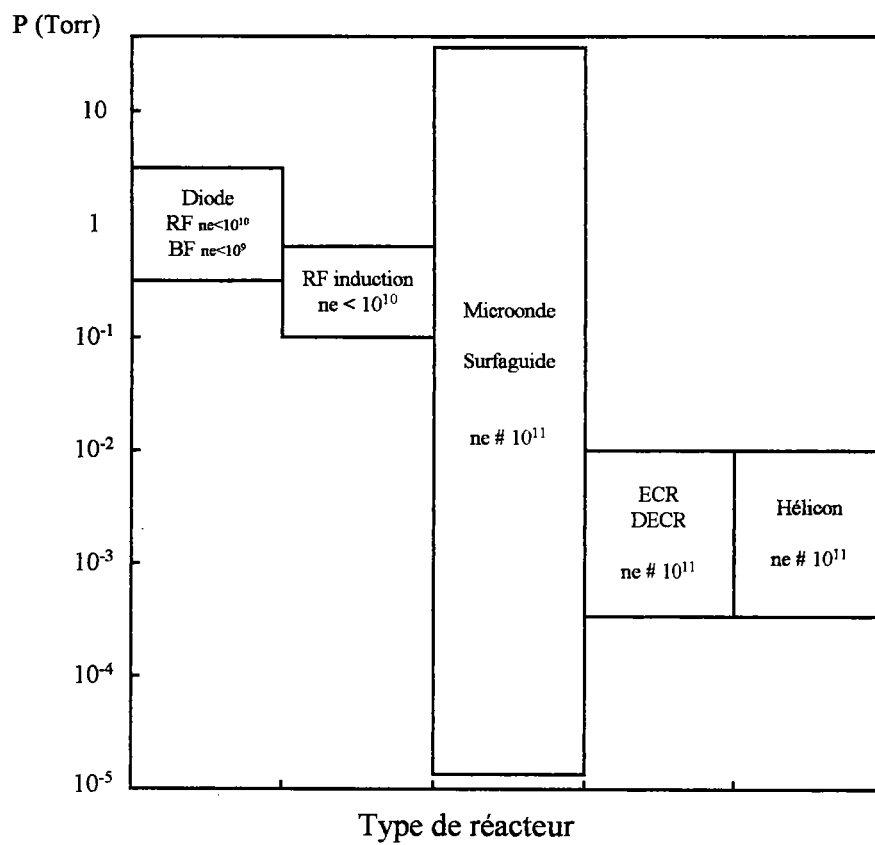 P (Torr)
10
1
10⁻¹
10⁻²
10⁻³
10⁻⁴
10⁻⁵
Diode
RF ne<10¹⁰
BF ne<10⁹
RF induction
ne < 10¹⁰
Microonde
Surfaguide
ne # 10¹¹
ECR
DECR
ne # 10¹¹
Hélicon
ne # 10¹¹
Type de réacteur